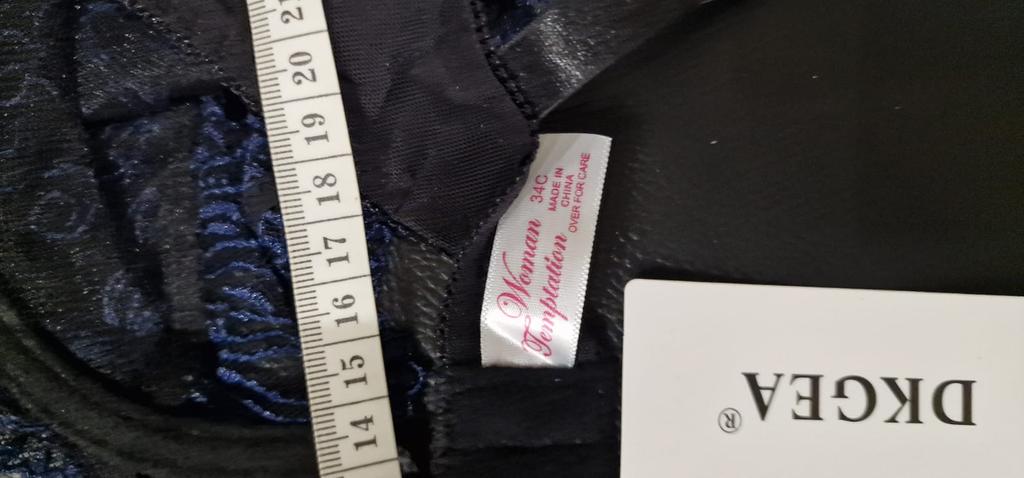 21
20
19
18
17
16
15
14
Woman
Temptation
34C
MADE IN
CHINA
OVER FOR CARE
DKGEA®